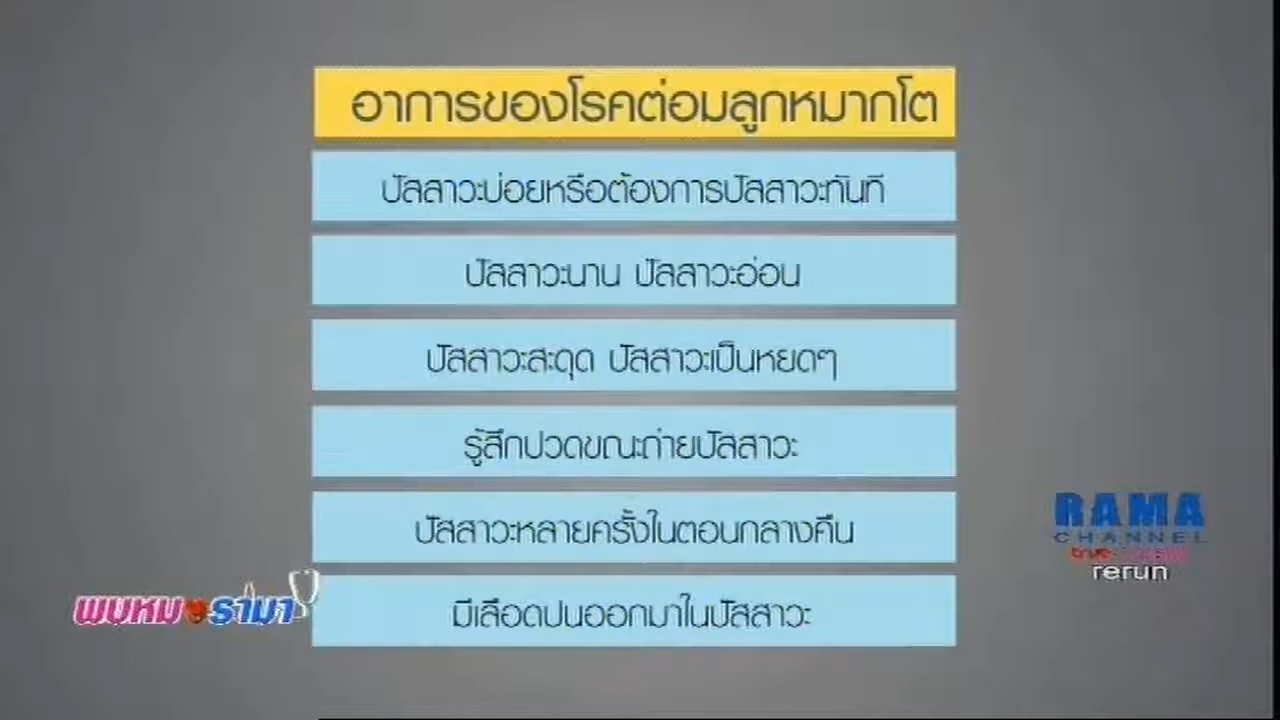 อาการของโรคต่อมลูกหมากโต
ปัสสาวะบ่อยหรือต้องการปัสสาวะทันที
ปัสสาวะนาน ปัสสาวะอ่อน
ปัสสาวะสะดุด ปัสสาวะเป็นหยดๆ
รู้สึกปวดขณะถ่ายปัสสาวะ
ปัสสาวะหลายครั้งในตอนกลางคืน
มีเลือดปนออกมาในปัสสาวะ
พบหมอรามา
RAMA
CHANNEL
true
rerun